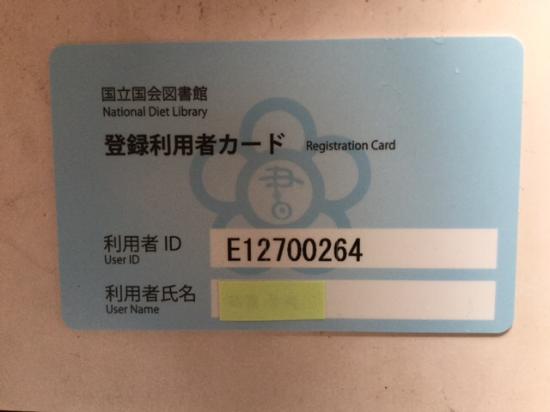 国立国会図書館
National Diet Library
登録利用者カード Registration Card
利用者 ID E12700264
User ID
利用者氏名
User Name